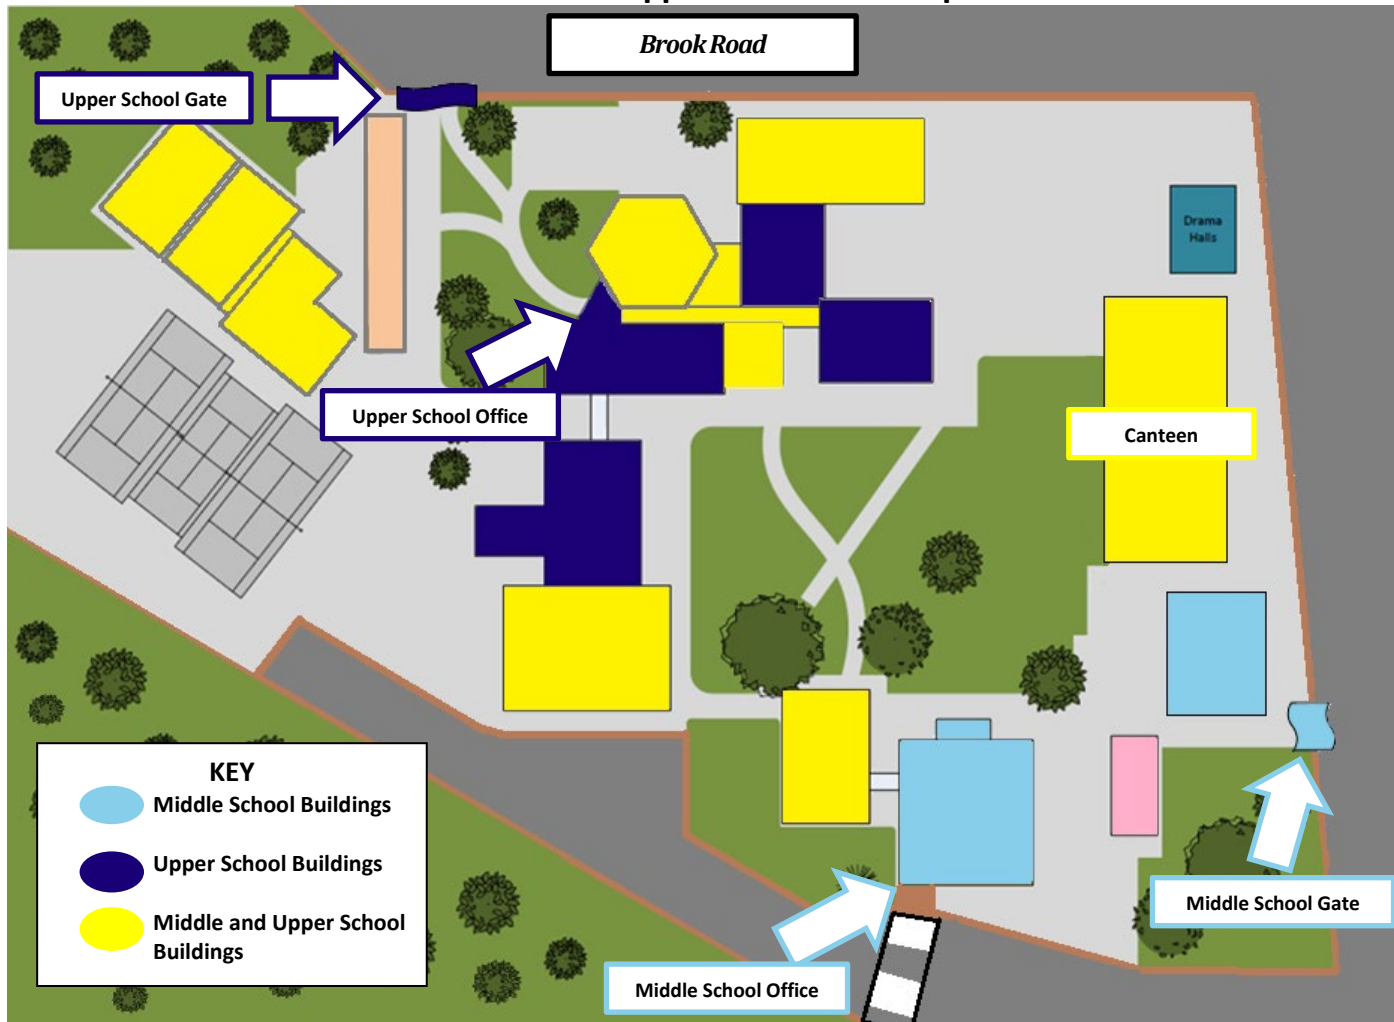 Brook Road
Upper School Gate
Drama
Halls
Upper School Office
Canteen
KEY
Middle School Buildings
Upper School Buildings
Middle and Upper School
Buildings
Middle School Gate
Middle School Office